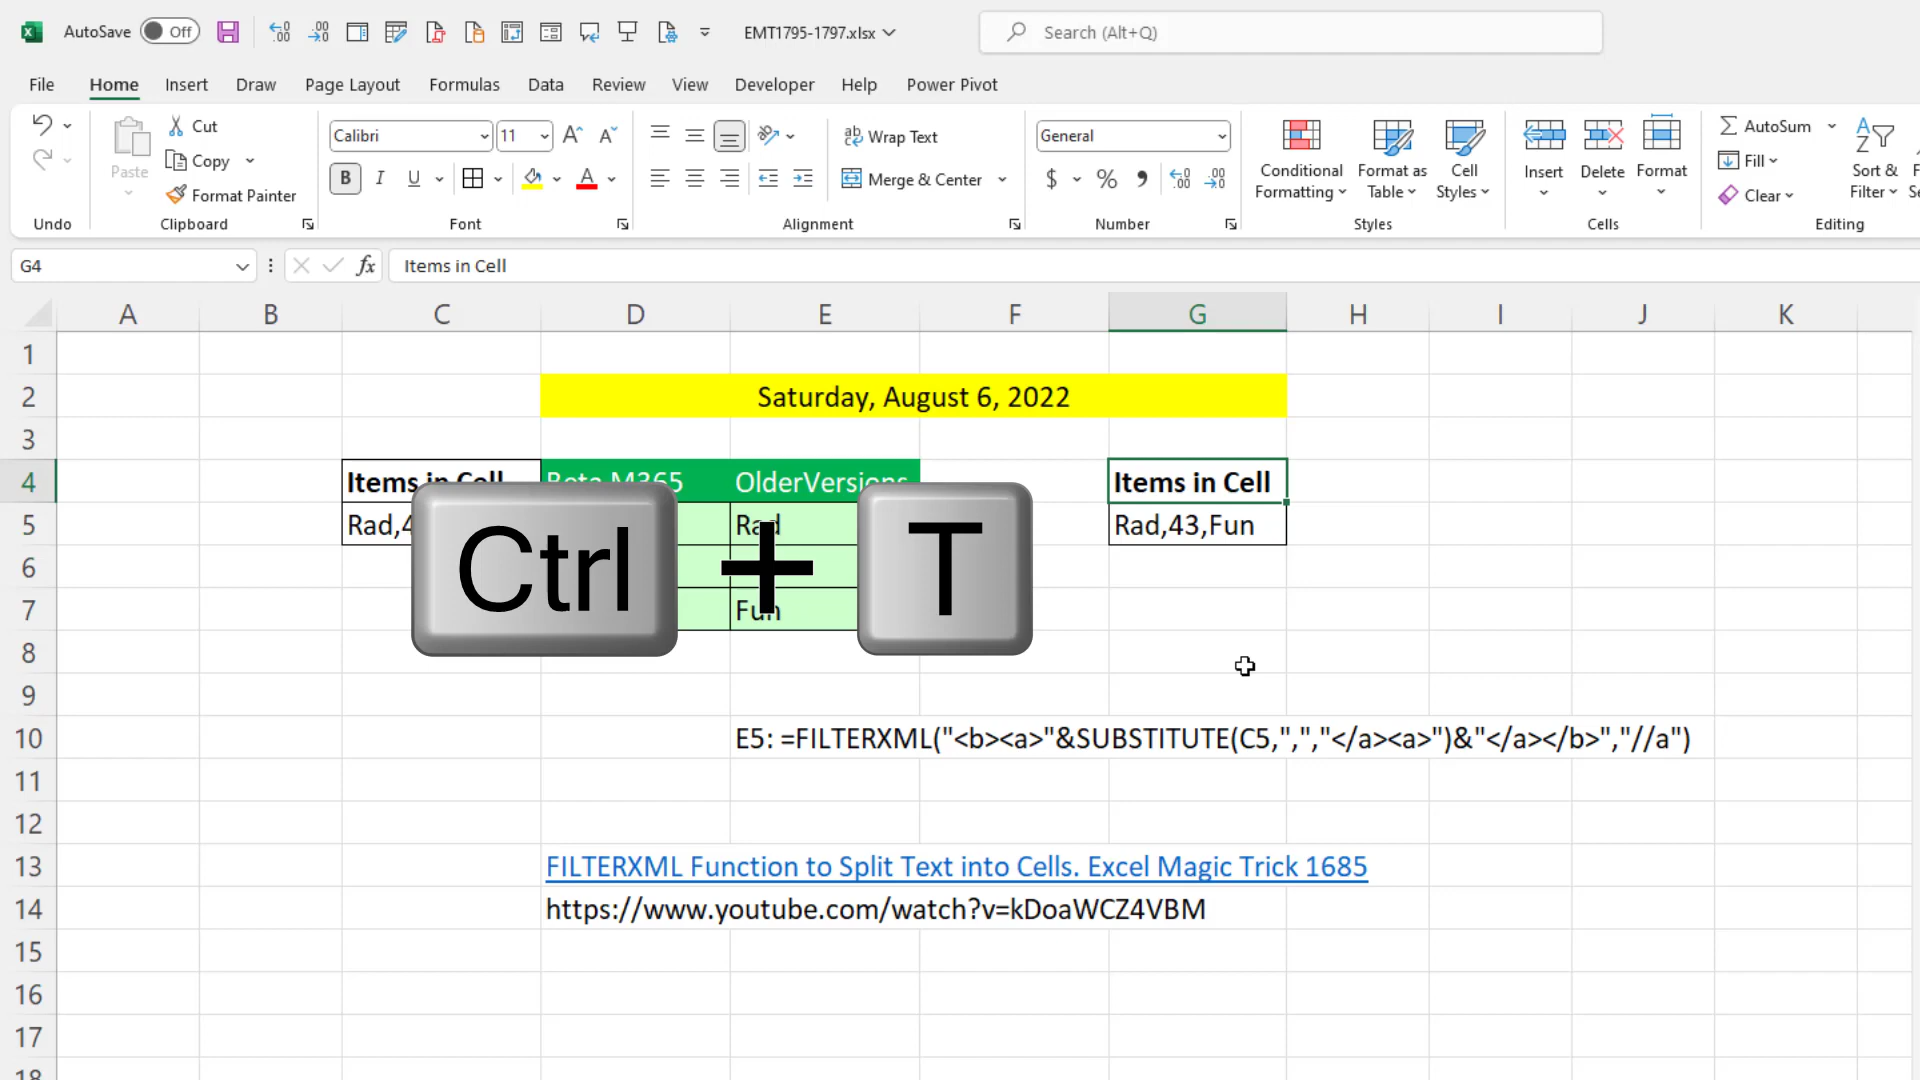 AutoSave Off EMT1795-1797.xlsx Search (Alt+Q)
File Home Insert Draw Page Layout Formulas Data Review View Developer Help Power Pivot
Undo
Paste
Cut
Copy
Format Painter
Clipboard
Calibri 11
B I U
Font
ab Wrap Text
Merge & Center
Alignment
General
$ % 9
Number
Conditional Formatting
Format as Table
Cell Styles
Styles
Insert Delete Format
Cells
AutoSum
Fill
Clear
Sort & Filter
Editing
G4 fx Items in Cell
A B C D E F G H I J K
1
2 Saturday, August 6, 2022
3
4 Items in Cell Beta M365 OlderVersions Items in Cell
5 Rad,4 Rad Rad,43,Fun
Ctrl + T
6
7 Fun
8
9
10 E5: =FILTERXML("<b><a>"&SUBSTITUTE(C5,",","</a><a>")&"</a></b>","//a")
11
12
13 FILTERXML Function to Split Text into Cells. Excel Magic Trick 1685
14 https://www.youtube.com/watch?v=kDoaWCZ4VBM
15
16
17
18